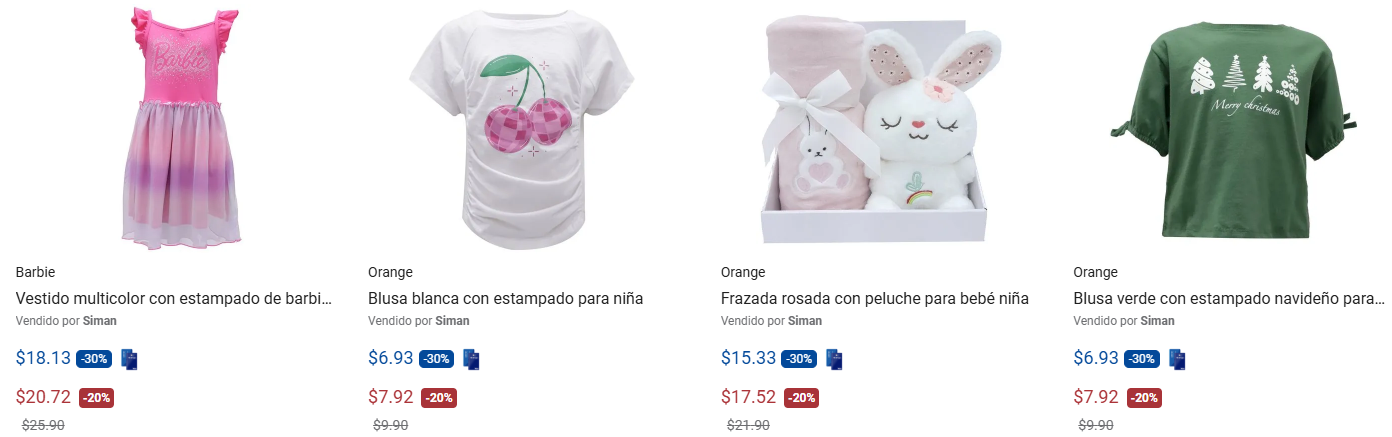 Barbie
Merry christmas
Barbie
Vestido multicolor con estampado de barbi...
Vendido por Siman
$18.13 -30%
$20.72 -20%
$25.90
Orange
Blusa blanca con estampado para niña
Vendido por Siman
$6.93 -30%
$7.92 -20%
$9.90
Orange
Frazada rosada con peluche para bebé niña
Vendido por Siman
$15.33 -30%
$17.52 -20%
$21.90
Orange
Blusa verde con estampado navideño para...
Vendido por Siman
$6.93 -30%
$7.92 -20%
$9.90